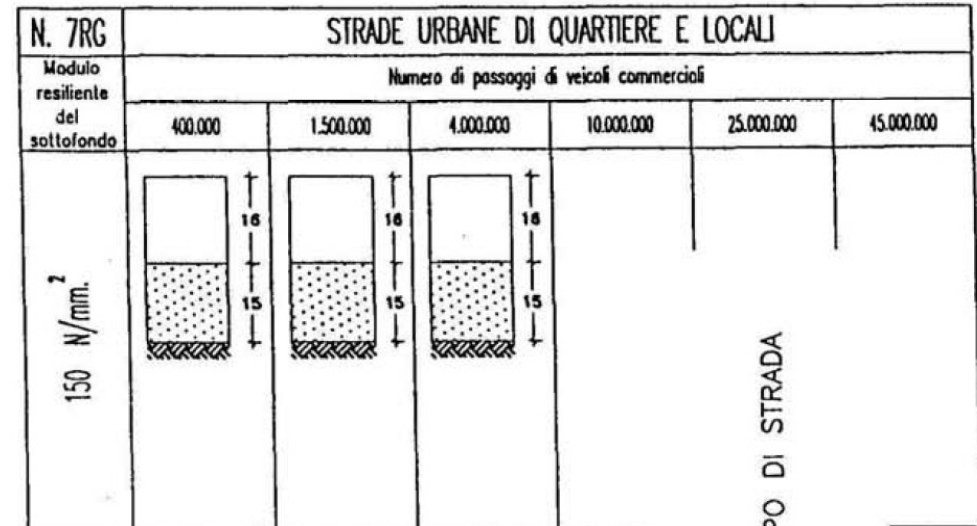 N. 7RG
STRADE URBANE DI QUARTIERE E LOCALI
Modulo
resiliente
del
sottofondo
Numero di passaggi di veicoli commerciali
400.000
1.500.000
4.000.000
10.000.000
25.000.000
45.000.000
150 N/mm.²
16
15
16
15
16
15
PO DI STRADA